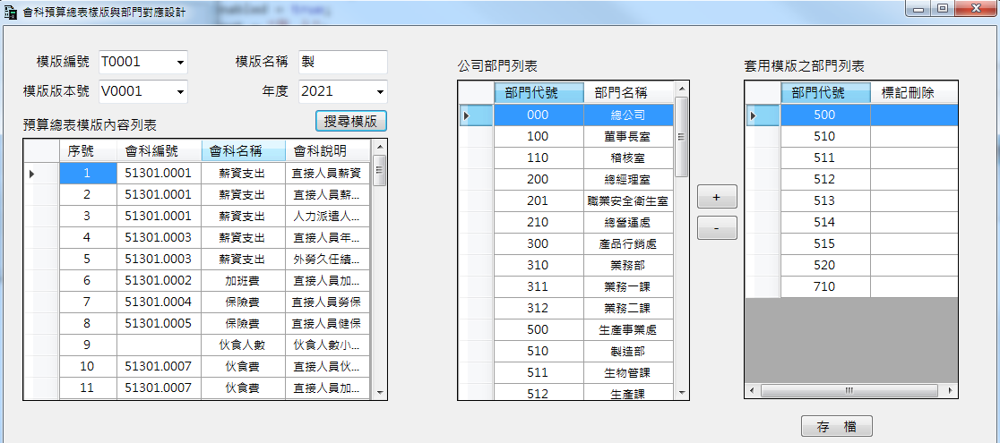 會科預算總表樣版與部門對應設計
模版編號 T0001 模版名稱 製
模版版本號 V0001 年度 2021
預算總表模版內容列表 搜尋模版
序號 會科編號 會科名稱 會科說明
1 51301.0001 薪資支出 直接人員薪資
2 51301.0001 薪資支出 直接人員薪...
3 51301.0001 薪資支出 人力派遣人...
4 51301.0003 薪資支出 直接人員年...
5 51301.0003 薪資支出 外勞久任績...
6 51301.0002 加班費 直接人員加...
7 51301.0004 保險費 直接人員勞保
8 51301.0005 保險費 直接人員健保
9 伙食人數 伙食人數小...
10 51301.0007 伙食費 直接人員伙...
11 51301.0007 伙食費 直接人員加...
公司部門列表
部門代號 部門名稱
000 總公司
100 董事長室
110 稽核室
200 總經理室
201 職業安全衛生室
210 總營運處
300 產品行銷處
310 業務部
311 業務一課
312 業務二課
500 生產事業處
510 製造部
511 生物管課
512 生產課
+
-
套用模版之部門列表
部門代號 標記刪除
500
510
511
512
513
514
515
520
710
存 檔